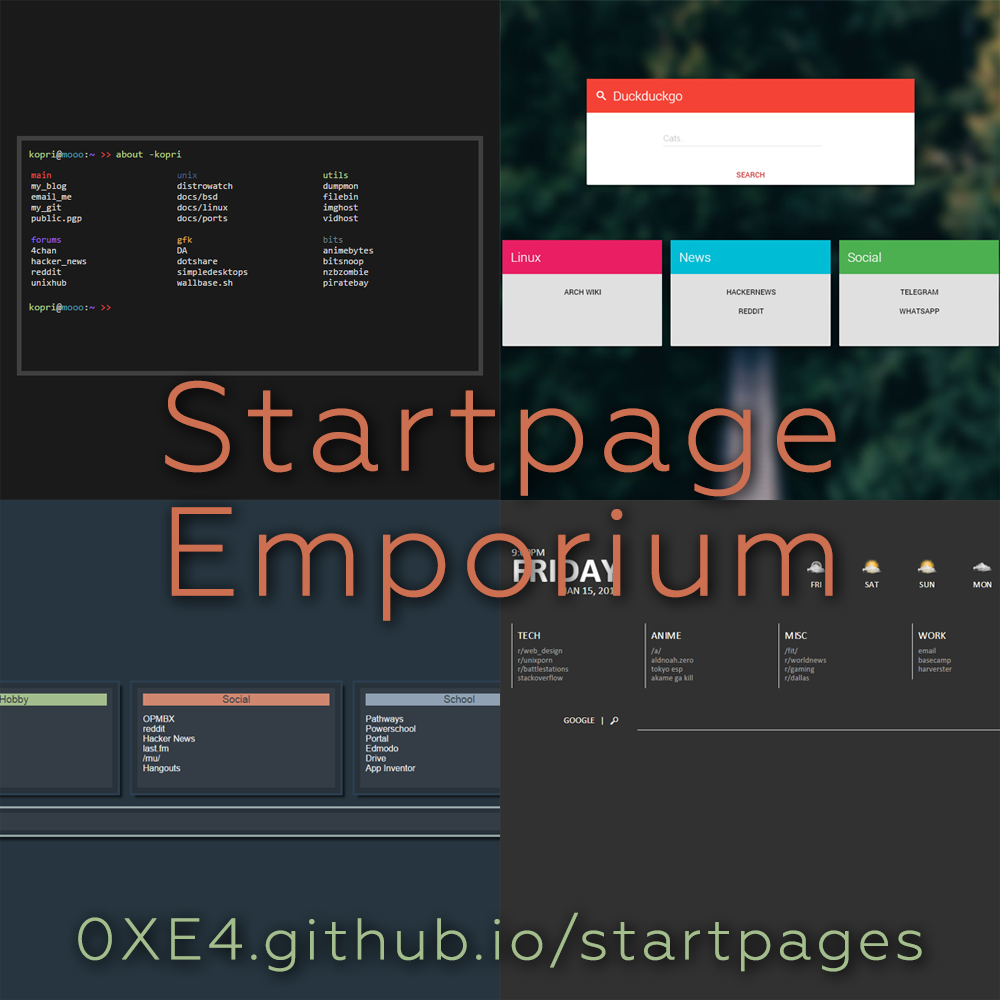 kopri@mooo:~ >> about -kopri
main unix utils
my_blog distrowatch dumpmon
email_me docs/bsd filebin
my_git docs/linux imghost
public.pgp docs/ports vidhost
forums gfk bits
4chan DA animebytes
hacker_news dotshare bitsnoop
reddit simpledesktops nzbzombie
unixhub wallbase.sh piratebay
kopri@mooo:~ >>
Duckduckgo
Cats
SEARCH
Linux
ARCH WIKI
News
HACKERNEWS
REDDIT
Social
TELEGRAM
WHATSAPP
Startpage
Emporium
Hobby
Social
OPMBX
reddit
Hacker News
last.fm
/mu/
Hangouts
School
Pathways
Powerschool
Portal
Edmodo
Drive
App Inventor
FRIDAY
JAN 15,
FRI SAT SUN MON
TECH
r/web_design
r/unixporn
r/battlestations
stackoverflow
ANIME
/a/
aldnoah.zero
tokyo esp
akame ga kill
MISC
/fit/
r/worldnews
r/gaming
r/dallas
WORK
email
basecamp
harverster
GOOGLE |
0XE4.github.io/startpages